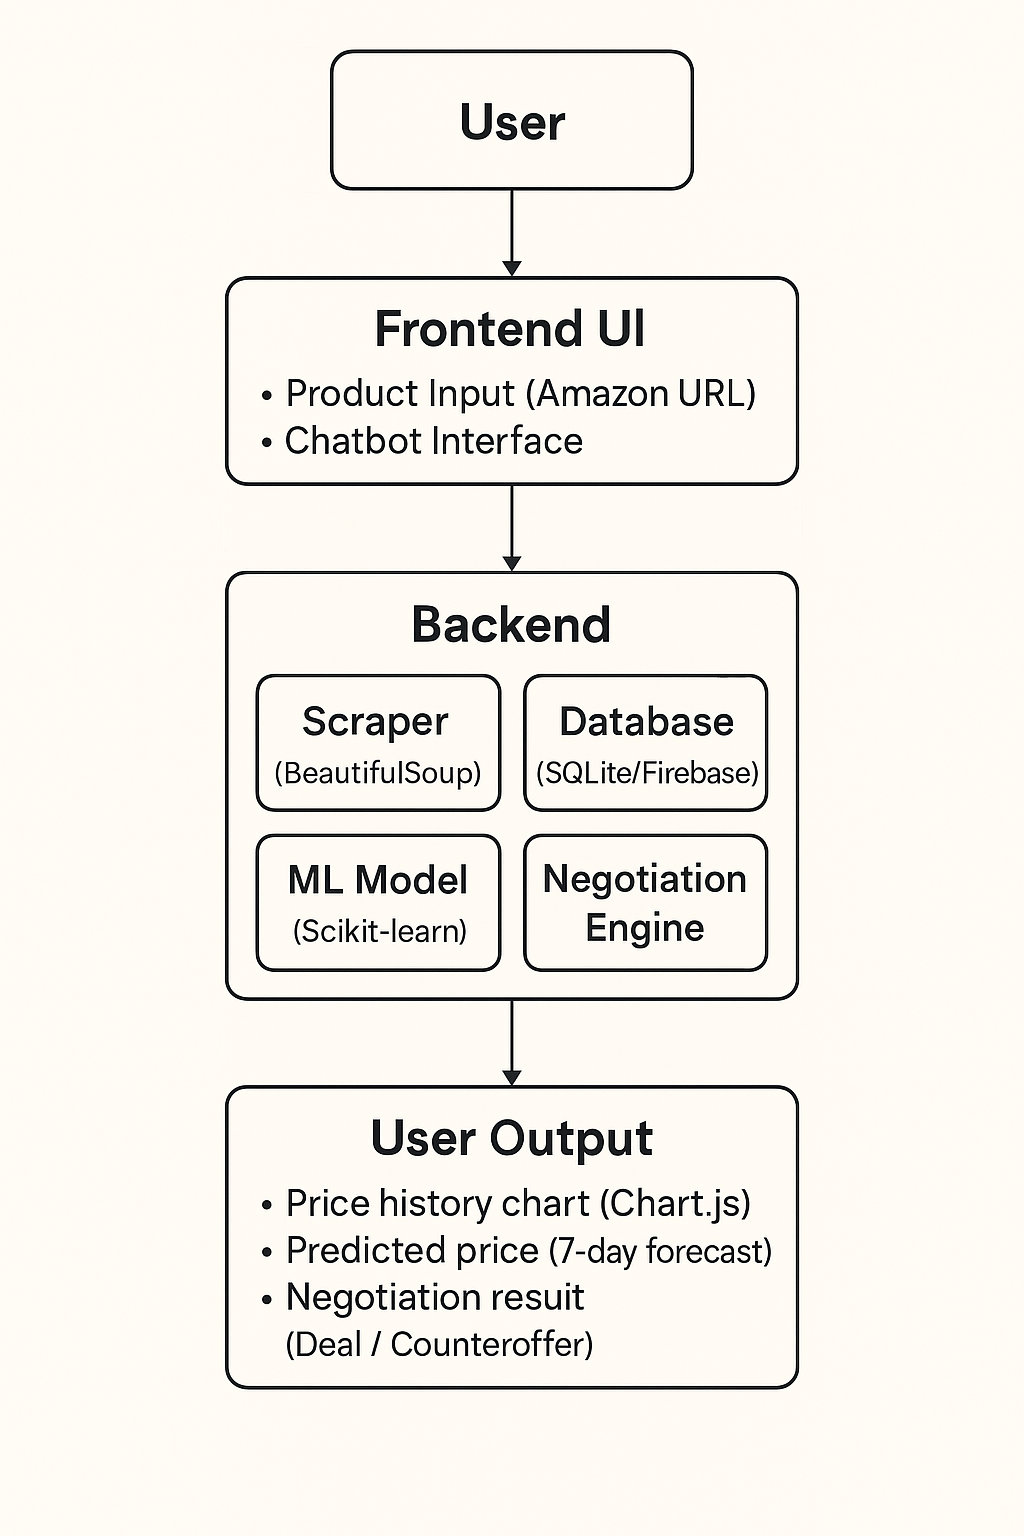 User
Frontend UI
• Product Input (Amazon URL)
• Chatbot Interface
Backend
Scraper
(BeautifulSoup)
Database
(SQLite/Firebase)
ML Model
(Scikit-learn)
Negotiation
Engine
User Output
• Price history chart (Chart.js)
• Predicted price (7-day forecast)
• Negotiation resuit
(Deal / Counteroffer)